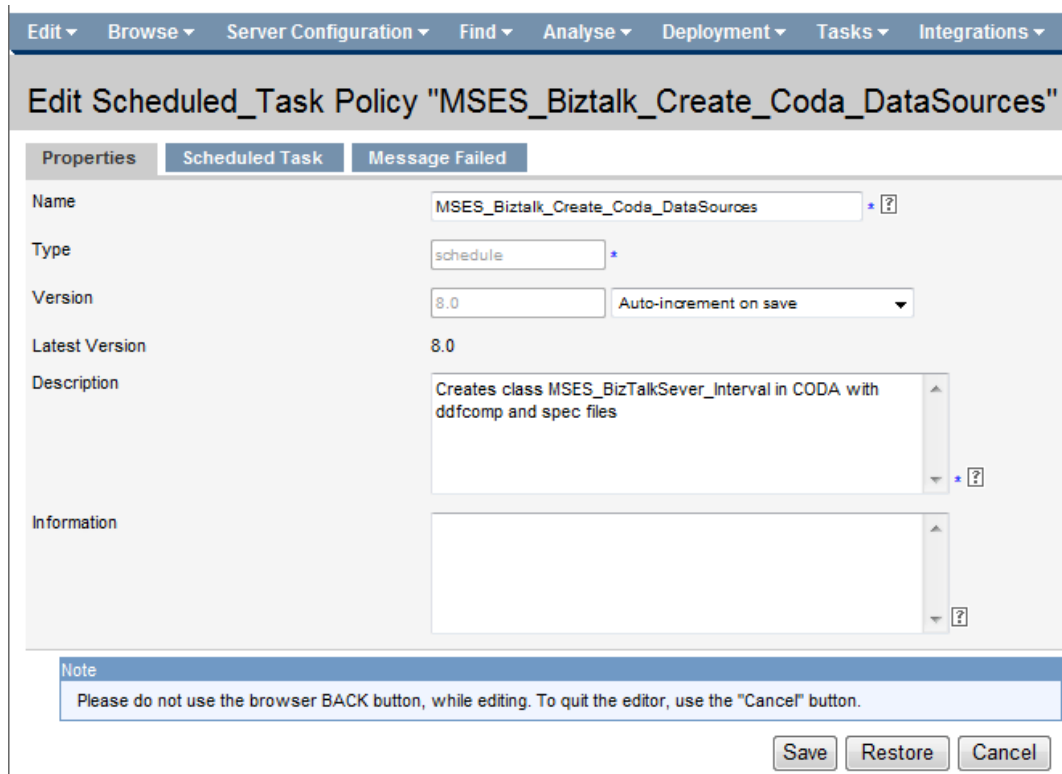 Edit Browse Server Configuration Find Analyse Deployment Tasks Integrations
Edit Scheduled_Task Policy "MSES_Biztalk_Create_Coda_DataSources"
Properties Scheduled Task Message Failed
Name MSES_Biztalk_Create_Coda_DataSources * ?
Type schedule *
Version 8.0 Auto-increment on save
Latest Version 8.0
Description Creates class MSES_BizTalkSever_Interval in CODA with
ddfcomp and spec files
* ?
Information
?
Note
Please do not use the browser BACK button, while editing. To quit the editor, use the "Cancel" button.
Save Restore Cancel